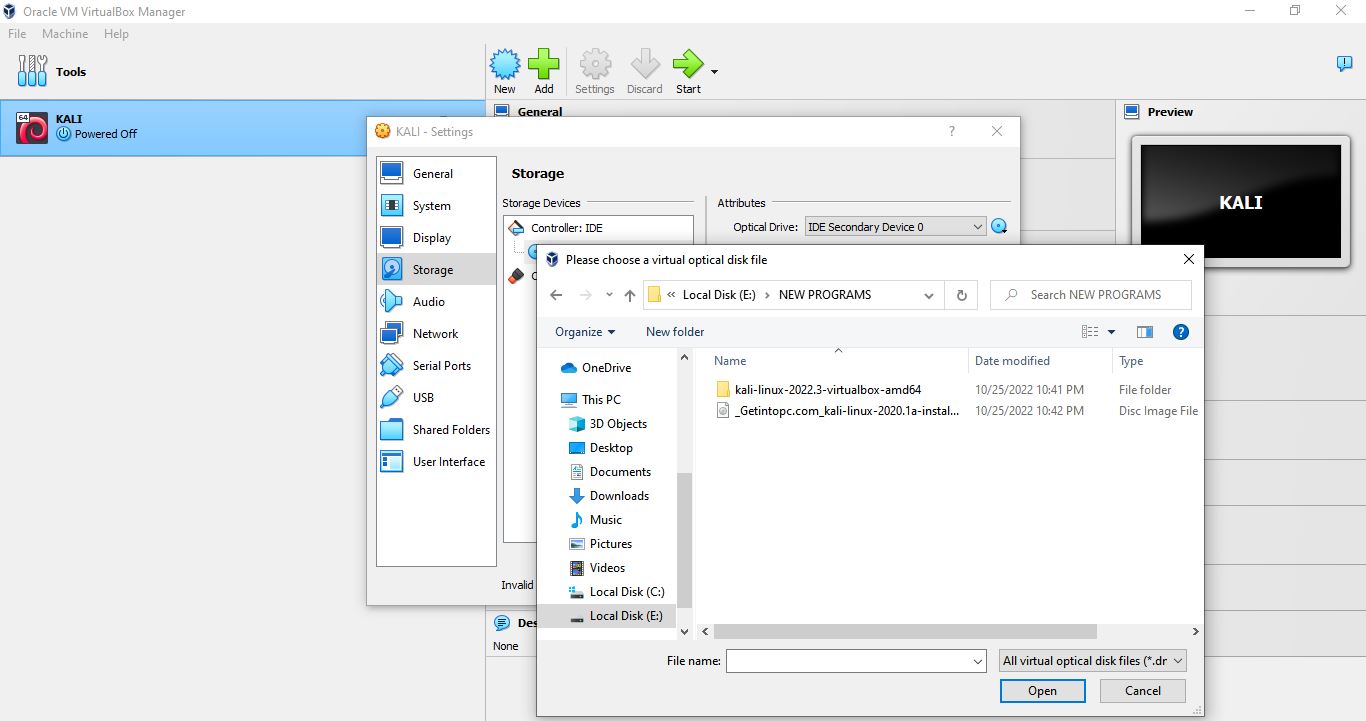 Oracle VM VirtualBox Manager
File Machine Help
Tools
New Add Settings Discard Start
64
KALI
Powered Off
General
Preview
KALI
KALI - Settings
?
General
System
Display
Storage
Audio
Network
Serial Ports
USB
Shared Folders
User Interface
Storage
Storage Devices
Controller: IDE
C
Attributes
Optical Drive: IDE Secondary Device 0
Invalid
Des
None
Please choose a virtual optical disk file
« Local Disk (E:) › NEW PROGRAMS
Search NEW PROGRAMS
Organize New folder
?
OneDrive
This PC
3D Objects
Desktop
Documents
Downloads
Music
Pictures
Videos
Local Disk (C:)
Local Disk (E:)
Name Date modified Type
kali-linux-2022.3-virtualbox-amd64 10/25/2022 10:41 PM File folder
_Getintopc.com_kali-linux-2020.1a-instal... 10/25/2022 10:42 PM Disc Image File
File name: All virtual optical disk files (*.dr
Open Cancel